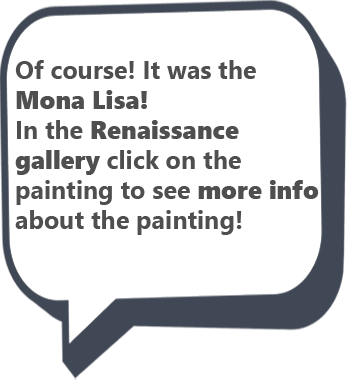 Of course! It was the
Mona Lisa!
In the Renaissance
gallery click on the
painting to see more info
about the painting!